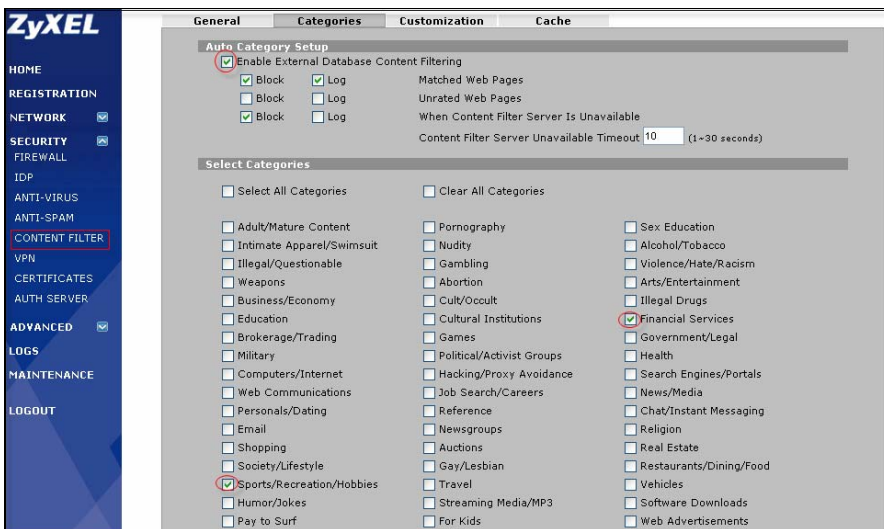 ZyXEL
HOME
REGISTRATION
NETWORK
SECURITY
FIREWALL
IDP
ANTI-VIRUS
ANTI-SPAM
CONTENT FILTER
VPN
CERTIFICATES
AUTH SERVER
ADVANCED
LOGS
MAINTENANCE
LOGOUT
General Categories Customization Cache
Auto Category Setup
Enable External Database Content Filtering
Block Log Matched Web Pages
Block Log Unrated Web Pages
Block Log When Content Filter Server Is Unavailable
Content Filter Server Unavailable Timeout 10 (1~30 seconds)
Select Categories
Select All Categories Clear All Categories
Adult/Mature Content Pornography Sex Education
Intimate Apparel/Swimsuit Nudity Alcohol/Tobacco
Illegal/Questionable Gambling Violence/Hate/Racism
Weapons Abortion Arts/Entertainment
Business/Economy Cult/Occult Illegal Drugs
Education Cultural Institutions Financial Services
Brokerage/Trading Games Government/Legal
Military Political/Activist Groups Health
Computers/Internet Hacking/Proxy Avoidance Search Engines/Portals
Web Communications Job Search/Careers News/Media
Personals/Dating Reference Chat/Instant Messaging
Email Newsgroups Religion
Shopping Auctions Real Estate
Society/Lifestyle Gay/Lesbian Restaurants/Dining/Food
Sports/Recreation/Hobbies Travel Vehicles
Humor/Jokes Streaming Media/MP3 Software Downloads
Pay to Surf For Kids Web Advertisements